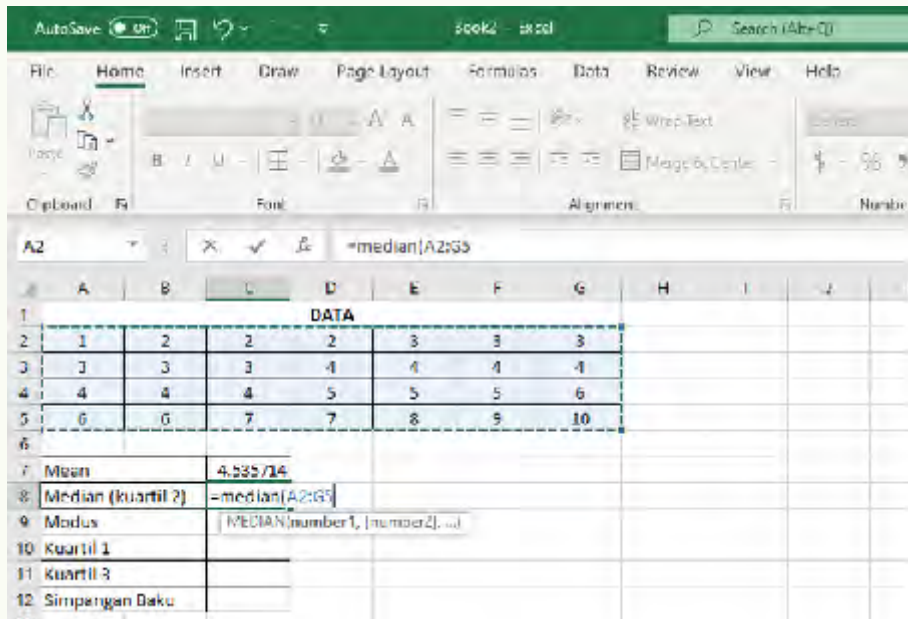 AutoSave Off Book2 - Excel Search (Alt+Q)
File Home Insert Draw Page Layout Formulas Data Review View Help
Paste B I U A A Wrap Text
Merge & Center $ %
Clipboard Font Alignment Numbe
A2 =median(A2:G5
A B C D E F G H I J
1 DATA
2 1 2 2 2 3 3 3
3 3 3 3 4 4 4 4
4 4 4 4 5 5 5 6
5 6 6 7 7 8 9 10
6
7 Mean 4.535714
8 Median (kuartil 2) =median(A2:G5
9 Modus MEDIAN(number1, [number2], ...)
10 Kuartil 1
11 Kuartil 3
12 Simpangan Baku